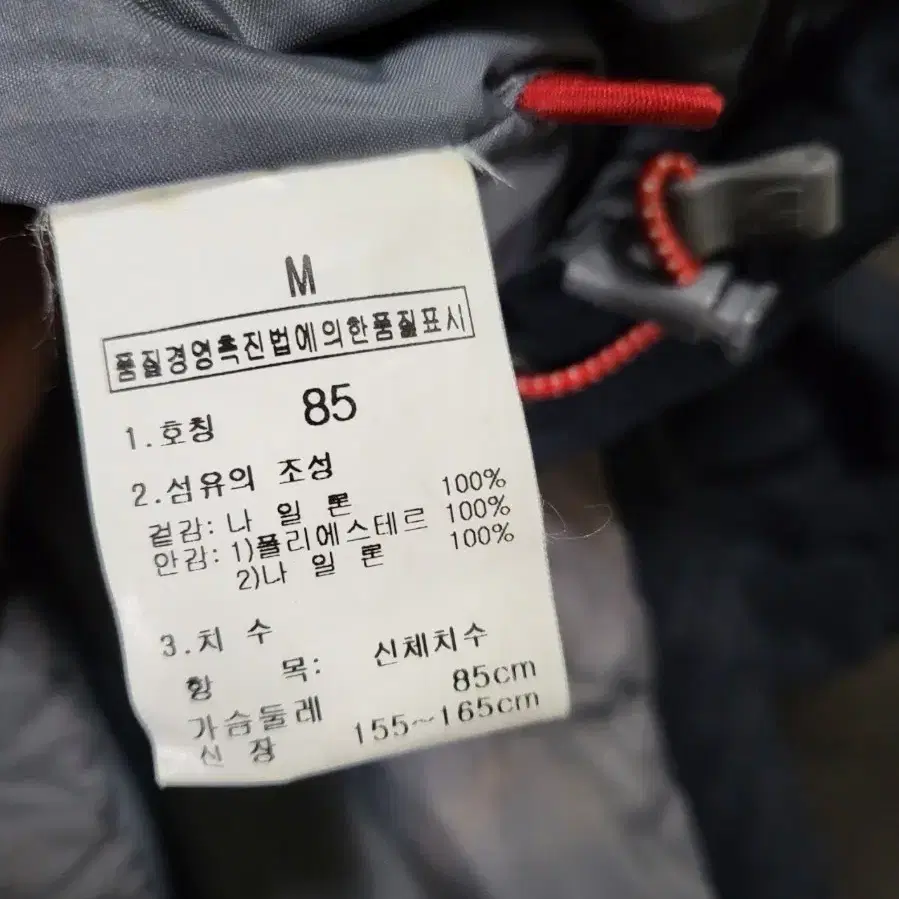 M
품질경영촉진법에의한품질표시
1.호칭 85
2.섬유의 조성
겉감: 나 일 론 100%
안감: 1)폴리에스테르 100%
2)나 일 론 100%
3.치 수
항 목: 신체치수
가슴둘레 85cm
신 장 155~165cm